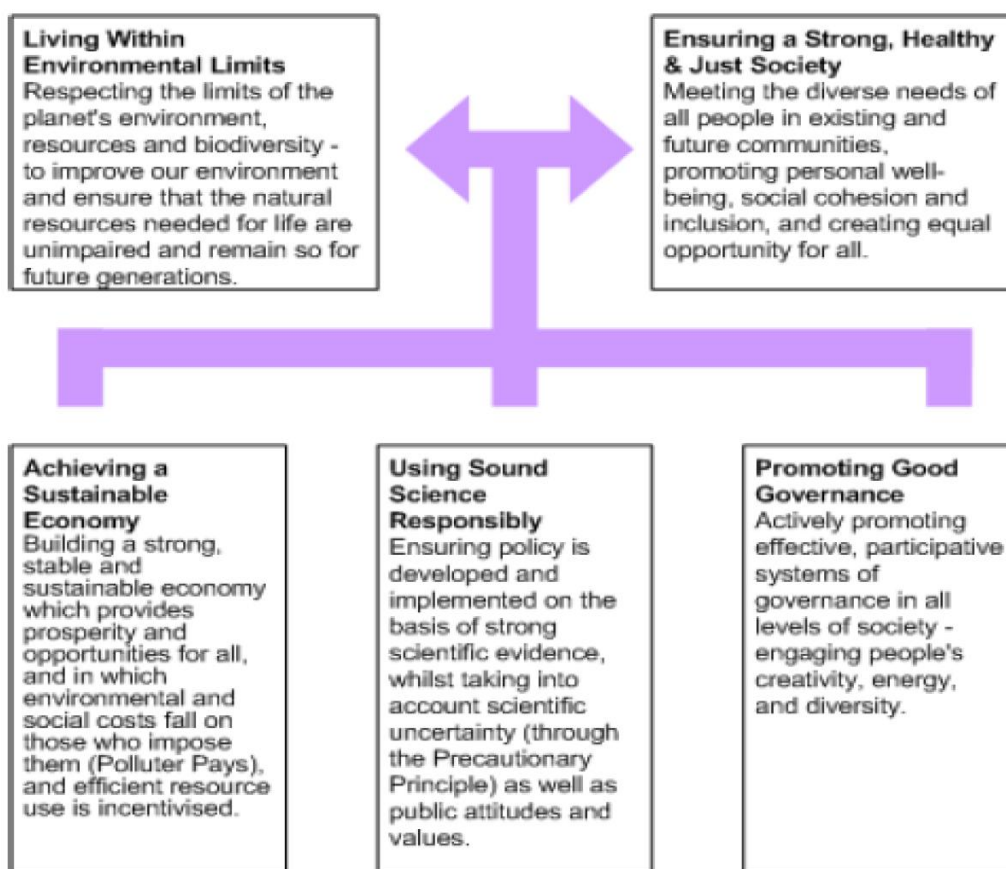 Living Within
Environmental Limits
Respecting the limits of the
planet's environment,
resources and biodiversity -
to improve our environment
and ensure that the natural
resources needed for life are
unimpaired and remain so for
future generations.
Ensuring a Strong, Healthy
& Just Society
Meeting the diverse needs of
all people in existing and
future communities,
promoting personal well-
being, social cohesion and
inclusion, and creating equal
opportunity for all.
Achieving a
Sustainable
Economy
Building a strong,
stable and
sustainable economy
which provides
prosperity and
opportunities for all,
and in which
environmental and
social costs fall on
those who impose
them (Polluter Pays),
and efficient resource
use is incentivised.
Using Sound
Science
Responsibly
Ensuring policy is
developed and
implemented on the
basis of strong
scientific evidence,
whilst taking into
account scientific
uncertainty (through
the Precautionary
Principle) as well as
public attitudes and
values.
Promoting Good
Governance
Actively promoting
effective, participative
systems of
governance in all
levels of society -
engaging people's
creativity, energy,
and diversity.